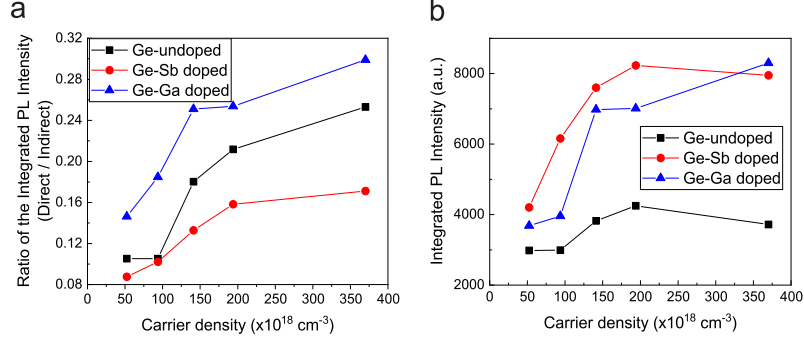 a
Ratio of the Integrated PL Intensity
(Direct / Indirect)
0.32
0.28
0.24
0.20
0.16
0.12
0.08
Ge-undoped
Ge-Sb doped
Ge-Ga doped
0 50 100 150 200 250 300 350 400
Carrier density (x10¹⁸ cm⁻³)
b
Integrated PL Intensity (a.u.)
8000
6000
4000
2000
Ge-undoped
Ge-Sb doped
Ge-Ga doped
0 50 100 150 200 250 300 350 400
Carrier density (x10¹⁸ cm⁻³)